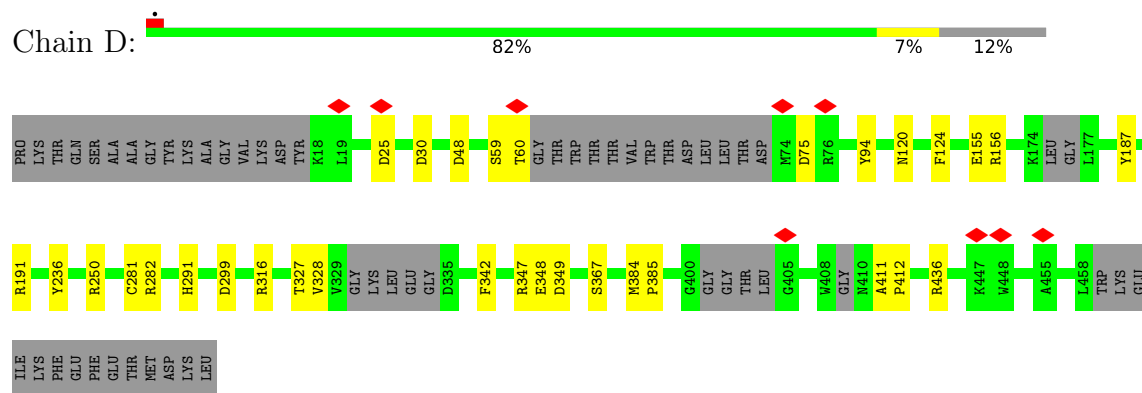 Chain D: 82% 7% 12%
PRO LYS THR GLN SER ALA ALA GLY TYR LYS ALA GLY VAL LYS ASP TYR K18 L19 D25 D30 D48 S59 T60 GLY THR TRP THR THR VAL TRP THR ASP LEU LEU THR ASP M74 D75 R76 Y94 N120 F124 E155 R156 K174 LEU GLY L177 Y187
R191 Y236 R250 C281 R282 H291 D299 R316 T327 V328 V329 GLY LYS LEU GLU GLY D335 F342 R347 E348 D349 S367 M384 P385 G400 GLY GLY THR LEU G405 W408 GLY N410 A411 P412 R436 K447 W448 A455 L458 TRP LYS GLU
ILE LYS PHE GLU PHE GLU THR MET ASP LYS LEU